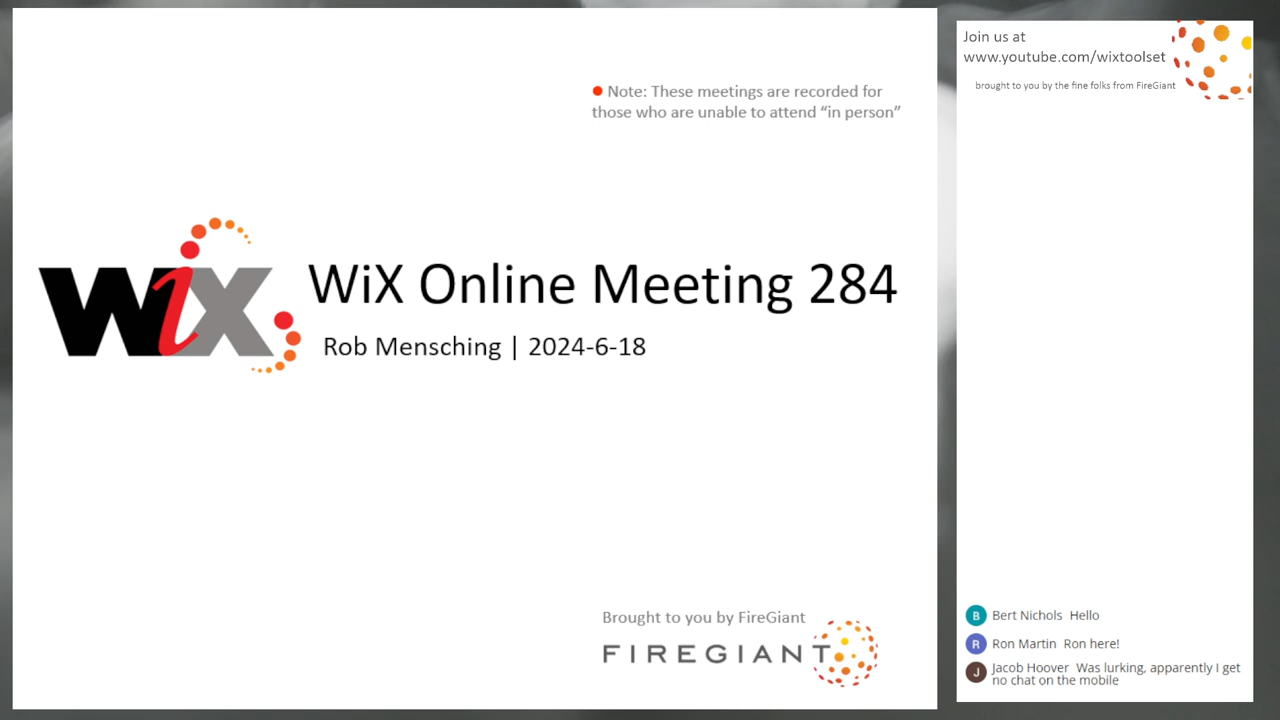 Note: These meetings are recorded for
those who are unable to attend “in person”
WiX
WiX Online Meeting 284
Rob Mensching | 2024-6-18
Brought to you by FireGiant
FIREGIANT
Join us at
www.youtube.com/wixtoolset
brought to you by the fine folks from FireGiant
B Bert Nichols Hello
R Ron Martin Ron here!
J Jacob Hoover Was lurking, apparently I get
no chat on the mobile